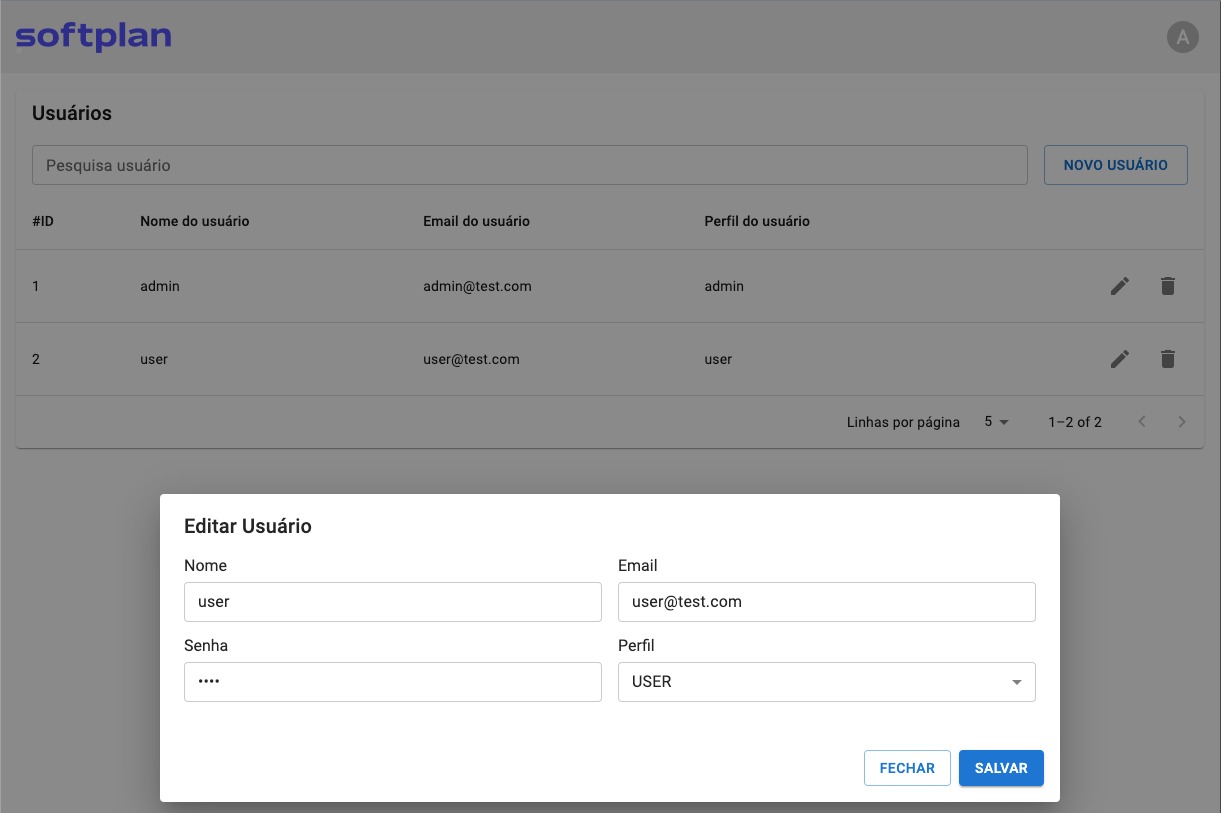 softplan
A
Usuários
Pesquisa usuário
NOVO USUÁRIO
#ID Nome do usuário Email do usuário Perfil do usuário
1 admin admin@test.com admin
2 user user@test.com user
Linhas por página 5 1–2 of 2
Editar Usuário
Nome Email
user user@test.com
Senha Perfil
•••• USER
FECHAR SALVAR